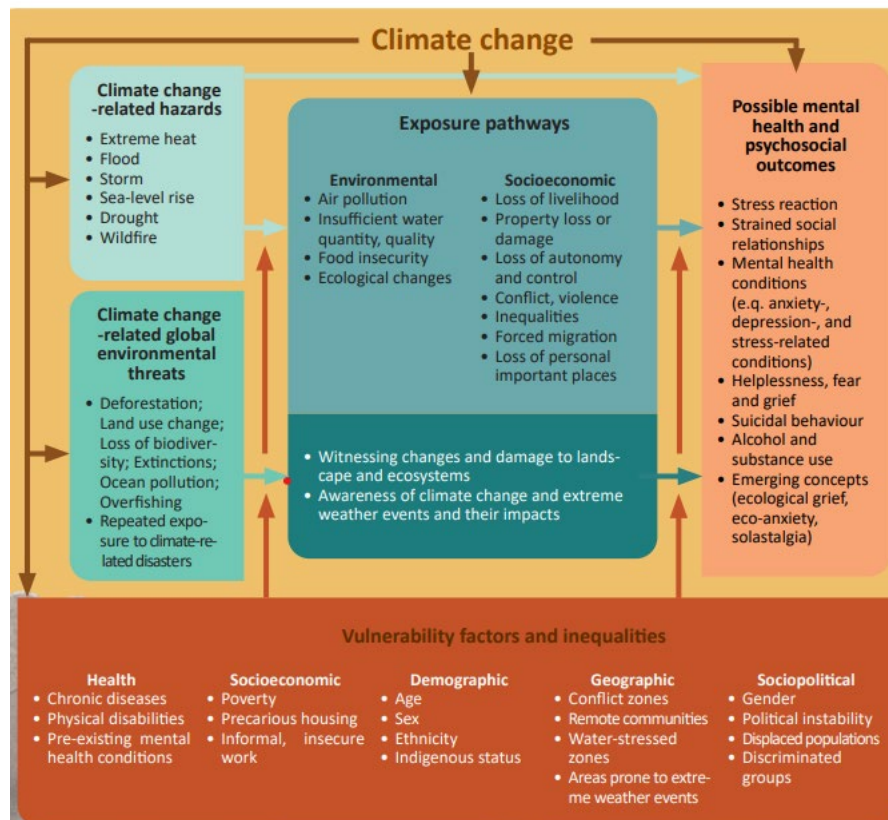 Climate change
Climate change
-related hazards
• Extreme heat
• Flood
• Storm
• Sea-level rise
• Drought
• Wildfire
Climate change
-related global
environmental
threats
• Deforestation;
Land use change;
Loss of biodiver-
sity; Extinctions;
Ocean pollution;
Overfishing
• Repeated expo-
sure to climate-re-
lated disasters
Exposure pathways
Environmental
• Air pollution
• Insufficient water
quantity, quality
• Food insecurity
• Ecological changes
Socioeconomic
• Loss of livelihood
• Property loss or
damage
• Loss of autonomy
and control
• Conflict, violence
• Inequalities
• Forced migration
• Loss of personal
important places
• Witnessing changes and damage to lands-
cape and ecosystems
• Awareness of climate change and extreme
weather events and their impacts
Possible mental
health and
psychosocial
outcomes
• Stress reaction
• Strained social
relationships
• Mental health
conditions
(e.q. anxiety-,
depression-, and
stress-related
conditions)
• Helplessness, fear
and grief
• Suicidal behaviour
• Alcohol and
substance use
• Emerging concepts
(ecological grief,
eco-anxiety,
solastalgia)
Vulnerability factors and inequalities
Health
• Chronic diseases
• Physical disabilities
• Pre-existing mental
health conditions
Socioeconomic
• Poverty
• Precarious housing
• Informal, insecure
work
Demographic
• Age
• Sex
• Ethnicity
• Indigenous status
Geographic
• Conflict zones
• Remote communities
• Water-stressed
zones
• Areas prone to extre-
me weather events
Sociopolitical
• Gender
• Political instability
• Displaced populations
• Discriminated
groups